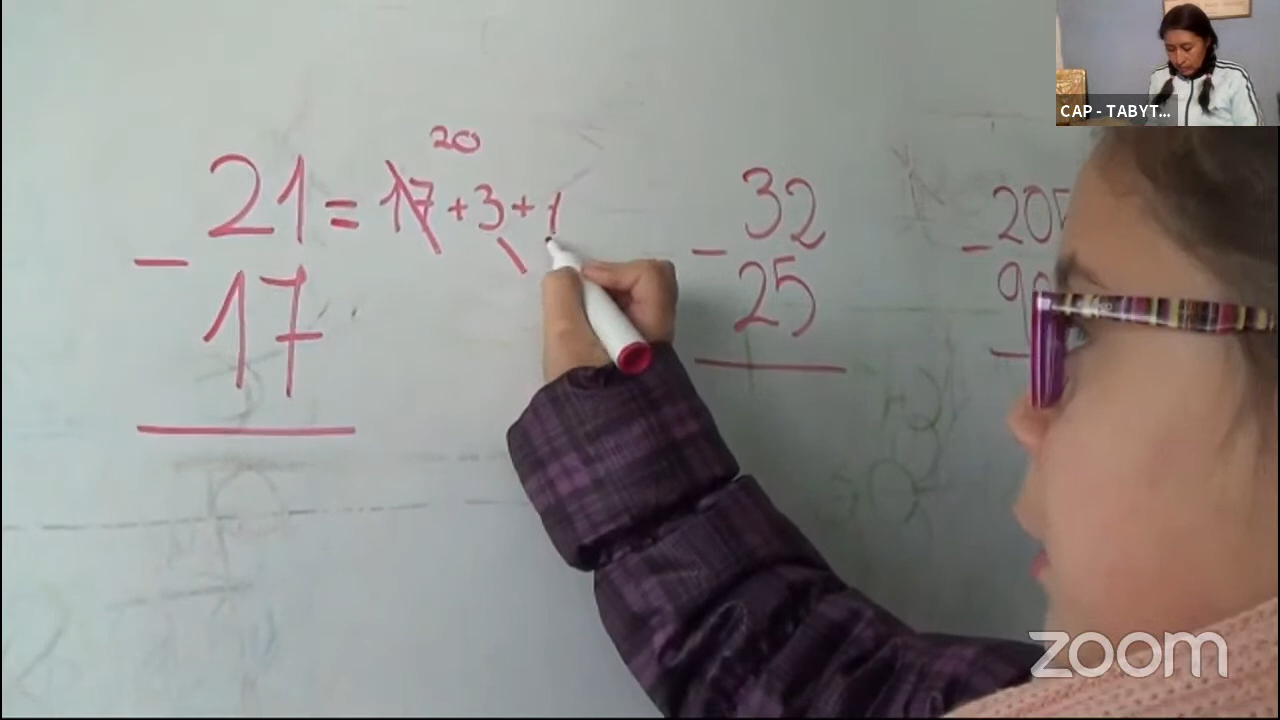 CAP - TABYT...
20
21 = 17 + 3 + 1
- 17
32
- 25
zoom